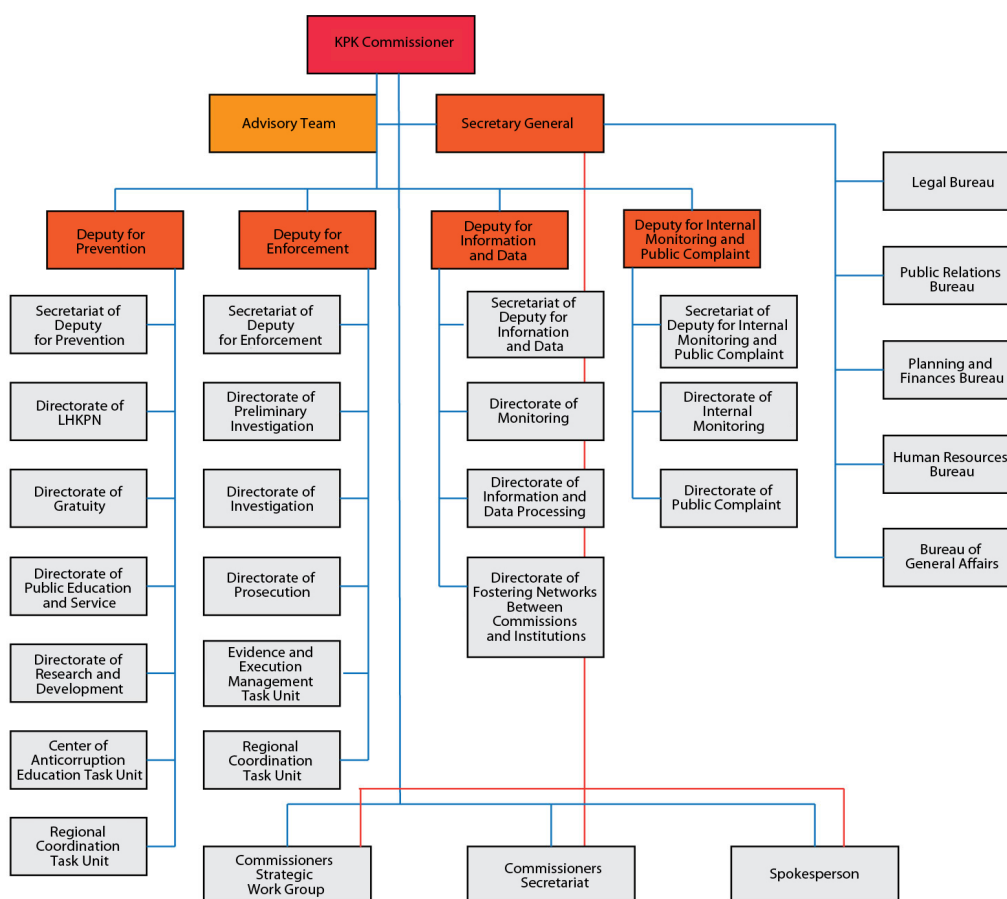 KPK Commissioner
Advisory Team
Secretary General
Legal Bureau
Public Relations
Bureau
Planning and
Finances Bureau
Human Resources
Bureau
Bureau of
General Affairs
Deputy for
Prevention
Secretariat of
Deputy
for Prevention
Directorate of
LHKPN
Directorate of
Gratuity
Directorate of
Public Education
and Service
Directorate of
Research and
Development
Center of
Anticorruption
Education Task Unit
Regional
Coordination
Task Unit
Deputy for
Enforcement
Secretariat of
Deputy
for Enforcement
Directorate of
Preliminary
Investigation
Directorate of
Investigation
Directorate of
Prosecution
Evidence and
Execution
Management
Task Unit
Regional
Coordination
Task Unit
Deputy for
Information
and Data
Secretariat of
Deputy for
Infornation
and Data
Directorate of
Monitoring
Directorate of
Information and
Data Processing
Directorate of
Fostering Networks
Between
Commissions
and Institutions
Deputy for Internal
Monitoring and
Public Complaint
Secretariat of
Deputy for Internal
Monitoring and
Public Complaint
Directorate of
Internal
Monitoring
Directorate of
Public Complaint
Commissioners
Strategic
Work Group
Commissioners
Secretariat
Spokesperson